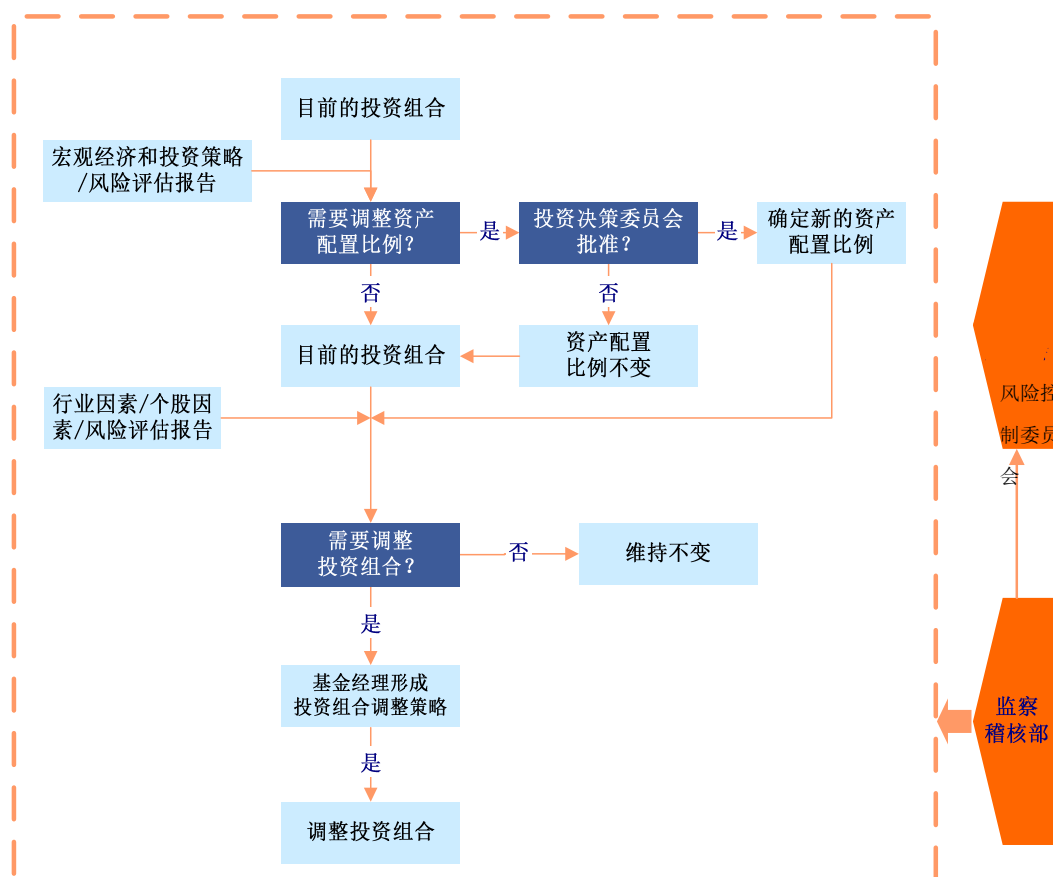 目前的投资组合
宏观经济和投资策略
/风险评估报告
需要调整资产
配置比例？
是
投资决策委员会
批准？
是
确定新的资产
配置比例
否
否
目前的投资组合
资产配置
比例不变
行业因素/个股因
素/风险评估报告
风险控
制委员
会
需要调整
投资组合？
否
维持不变
是
基金经理形成
投资组合调整策略
监察
稽核部
是
调整投资组合